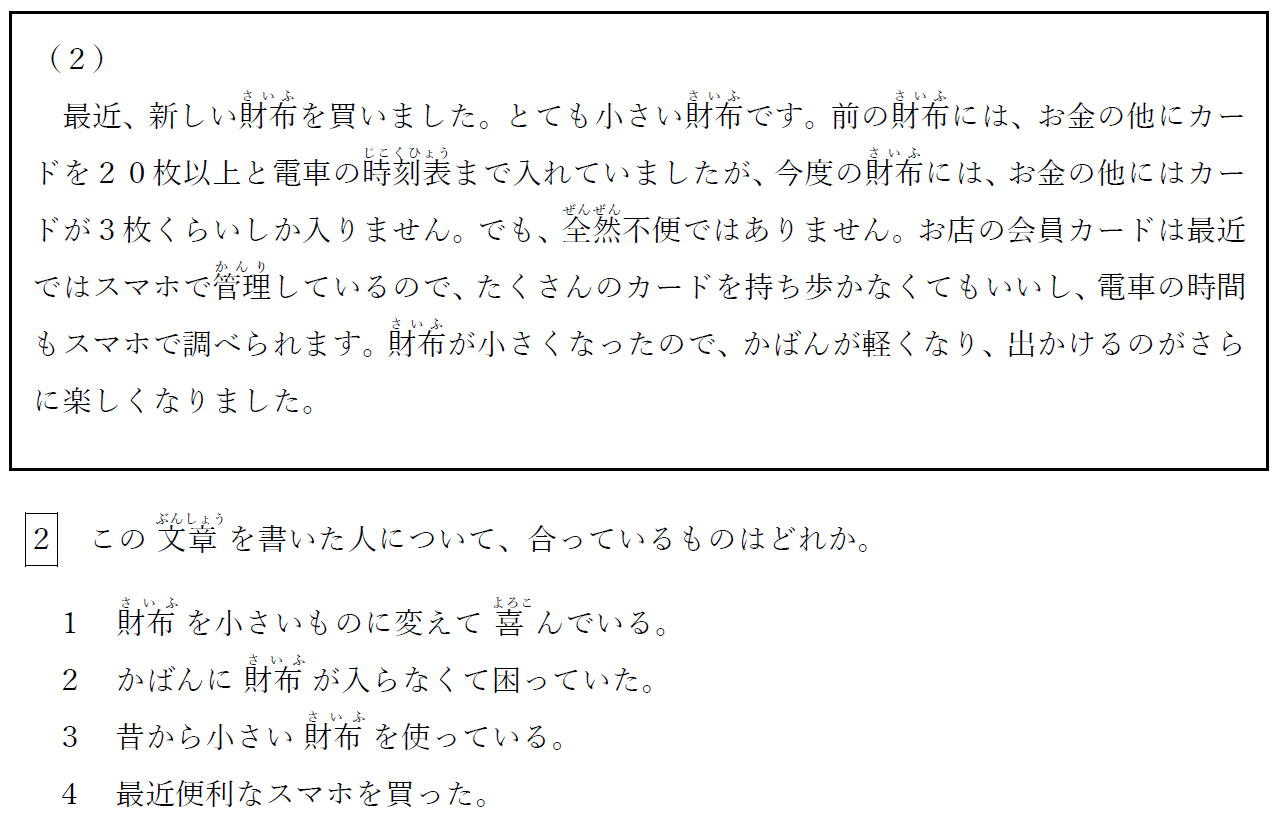 （２）
最近、新しい財布を買いました。とても小さい財布です。前の財布には、お金の他にカー
ドを２０枚以上と電車の時刻表まで入れていましたが、今度の財布には、お金の他にはカー
ドが３枚くらいしか入りません。でも、全然不便ではありません。お店の会員カードは最近
ではスマホで管理しているので、たくさんのカードを持ち歩かなくてもいいし、電車の時間
もスマホで調べられます。財布が小さくなったので、かばんが軽くなり、出かけるのがさら
に楽しくなりました。
2 この文章を書いた人について、合っているものはどれか。
1 財布を小さいものに変えて喜んでいる。
2 かばんに財布が入らなくて困っていた。
3 昔から小さい財布を使っている。
4 最近便利なスマホを買った。